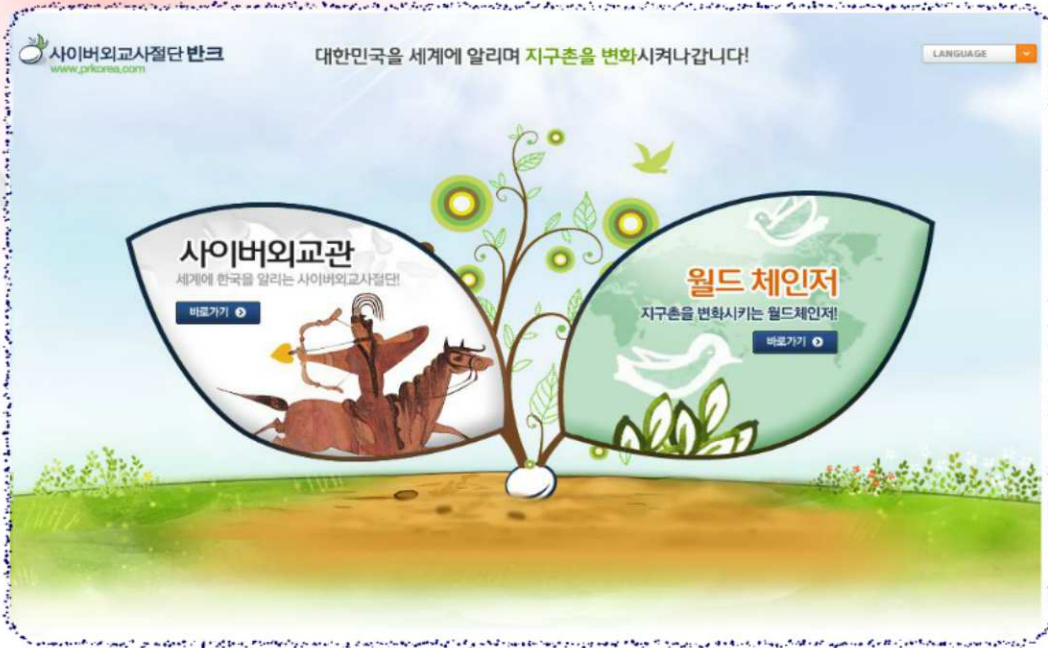 사이버외교사절단 반크
www.prkorea.com
대한민국을 세계에 알리며 지구촌을 변화시켜나갑니다!
LANGUAGE
사이버외교관
세계에 한국을 알리는 사이버외교사절단!
바로가기
월드 체인저
지구촌을 변화시키는 월드체인저!
바로가기